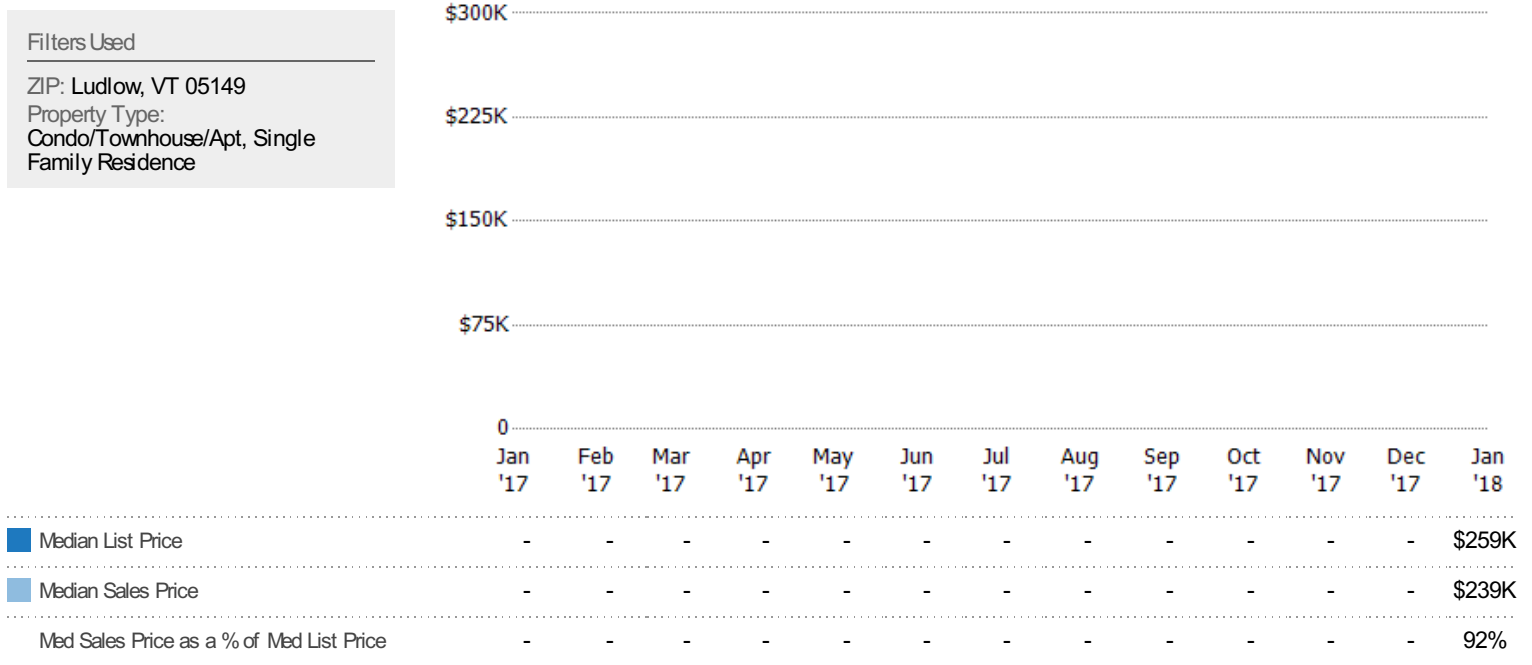 Filters Used
ZIP: Ludlow, VT 05149
Property Type:
Condo/Townhouse/Apt, Single
Family Residence
$300K
$225K
$150K
$75K
0
Jan Feb Mar Apr May Jun Jul Aug Sep Oct Nov Dec Jan
'17 '17 '17 '17 '17 '17 '17 '17 '17 '17 '17 '17 '18
Median List Price - - - - - - - - - - - - $259K
Median Sales Price - - - - - - - - - - - - $239K
Med Sales Price as a % of Med List Price - - - - - - - - - - - - 92%